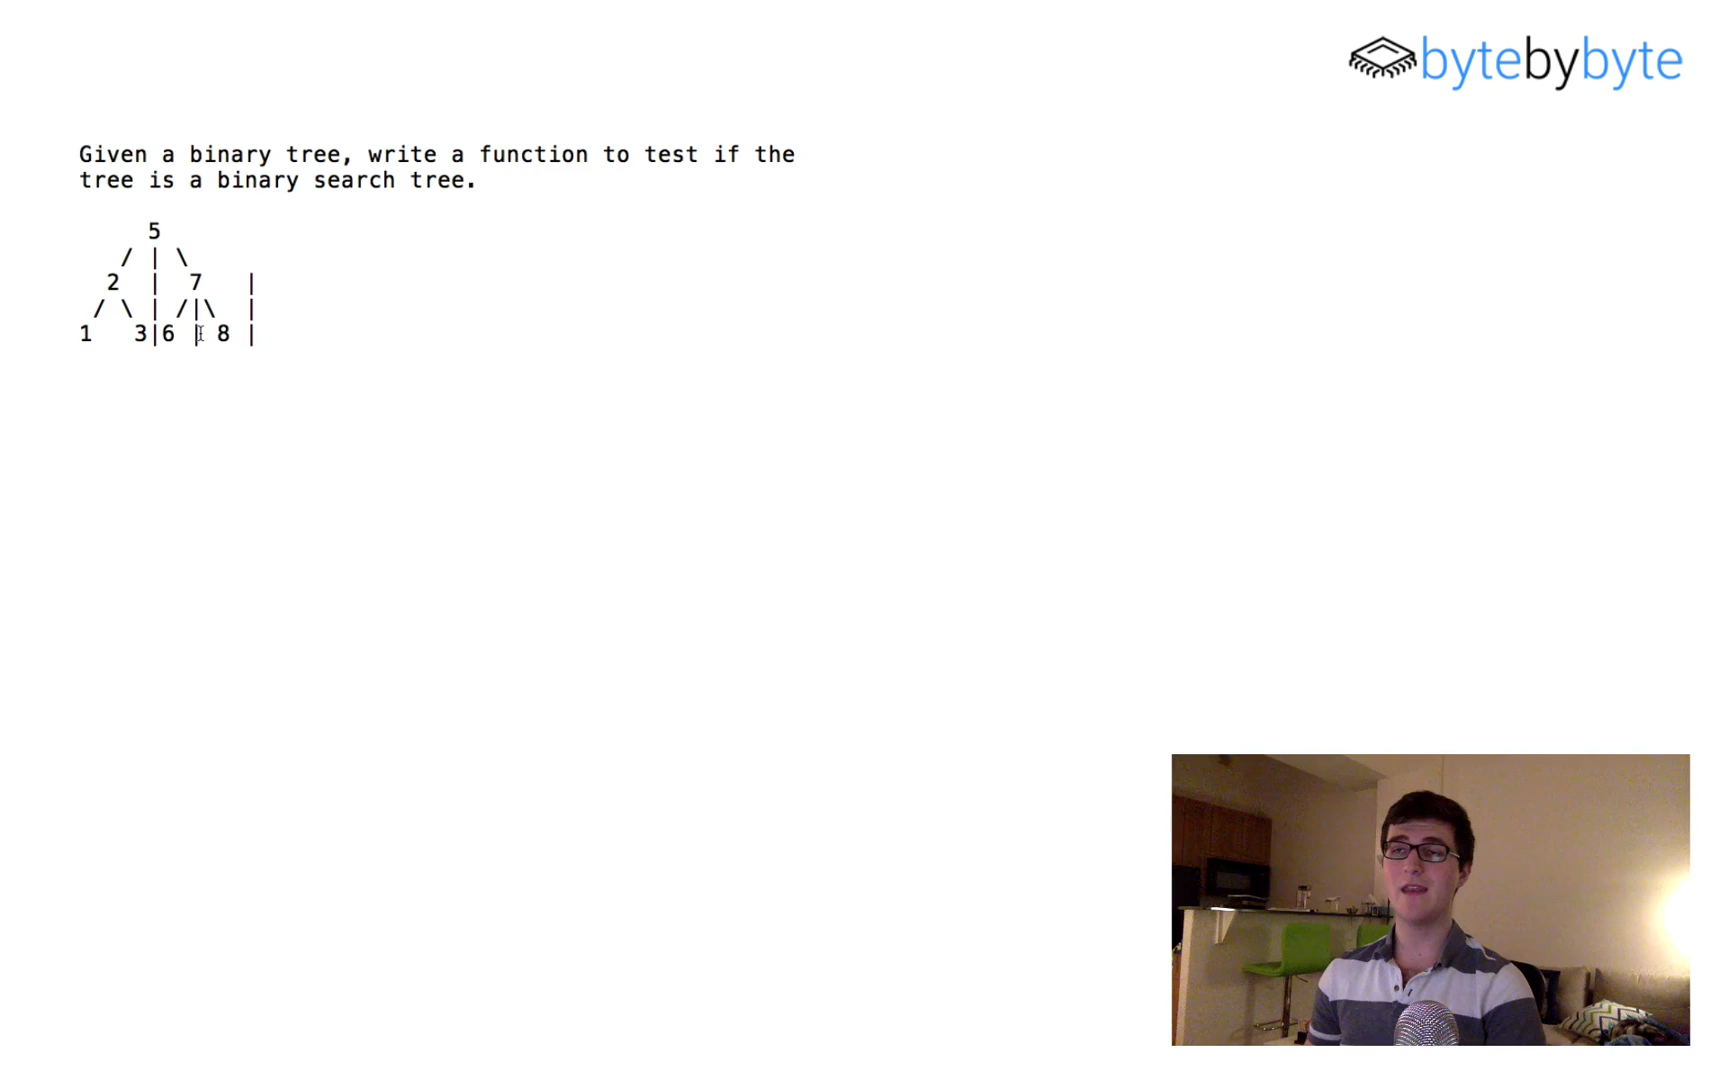 bytebybyte
Given a binary tree, write a function to test if the
tree is a binary search tree.
5
/ | \
2 | 7 |
/ \ | /|\ |
1 3|6 | 8 |